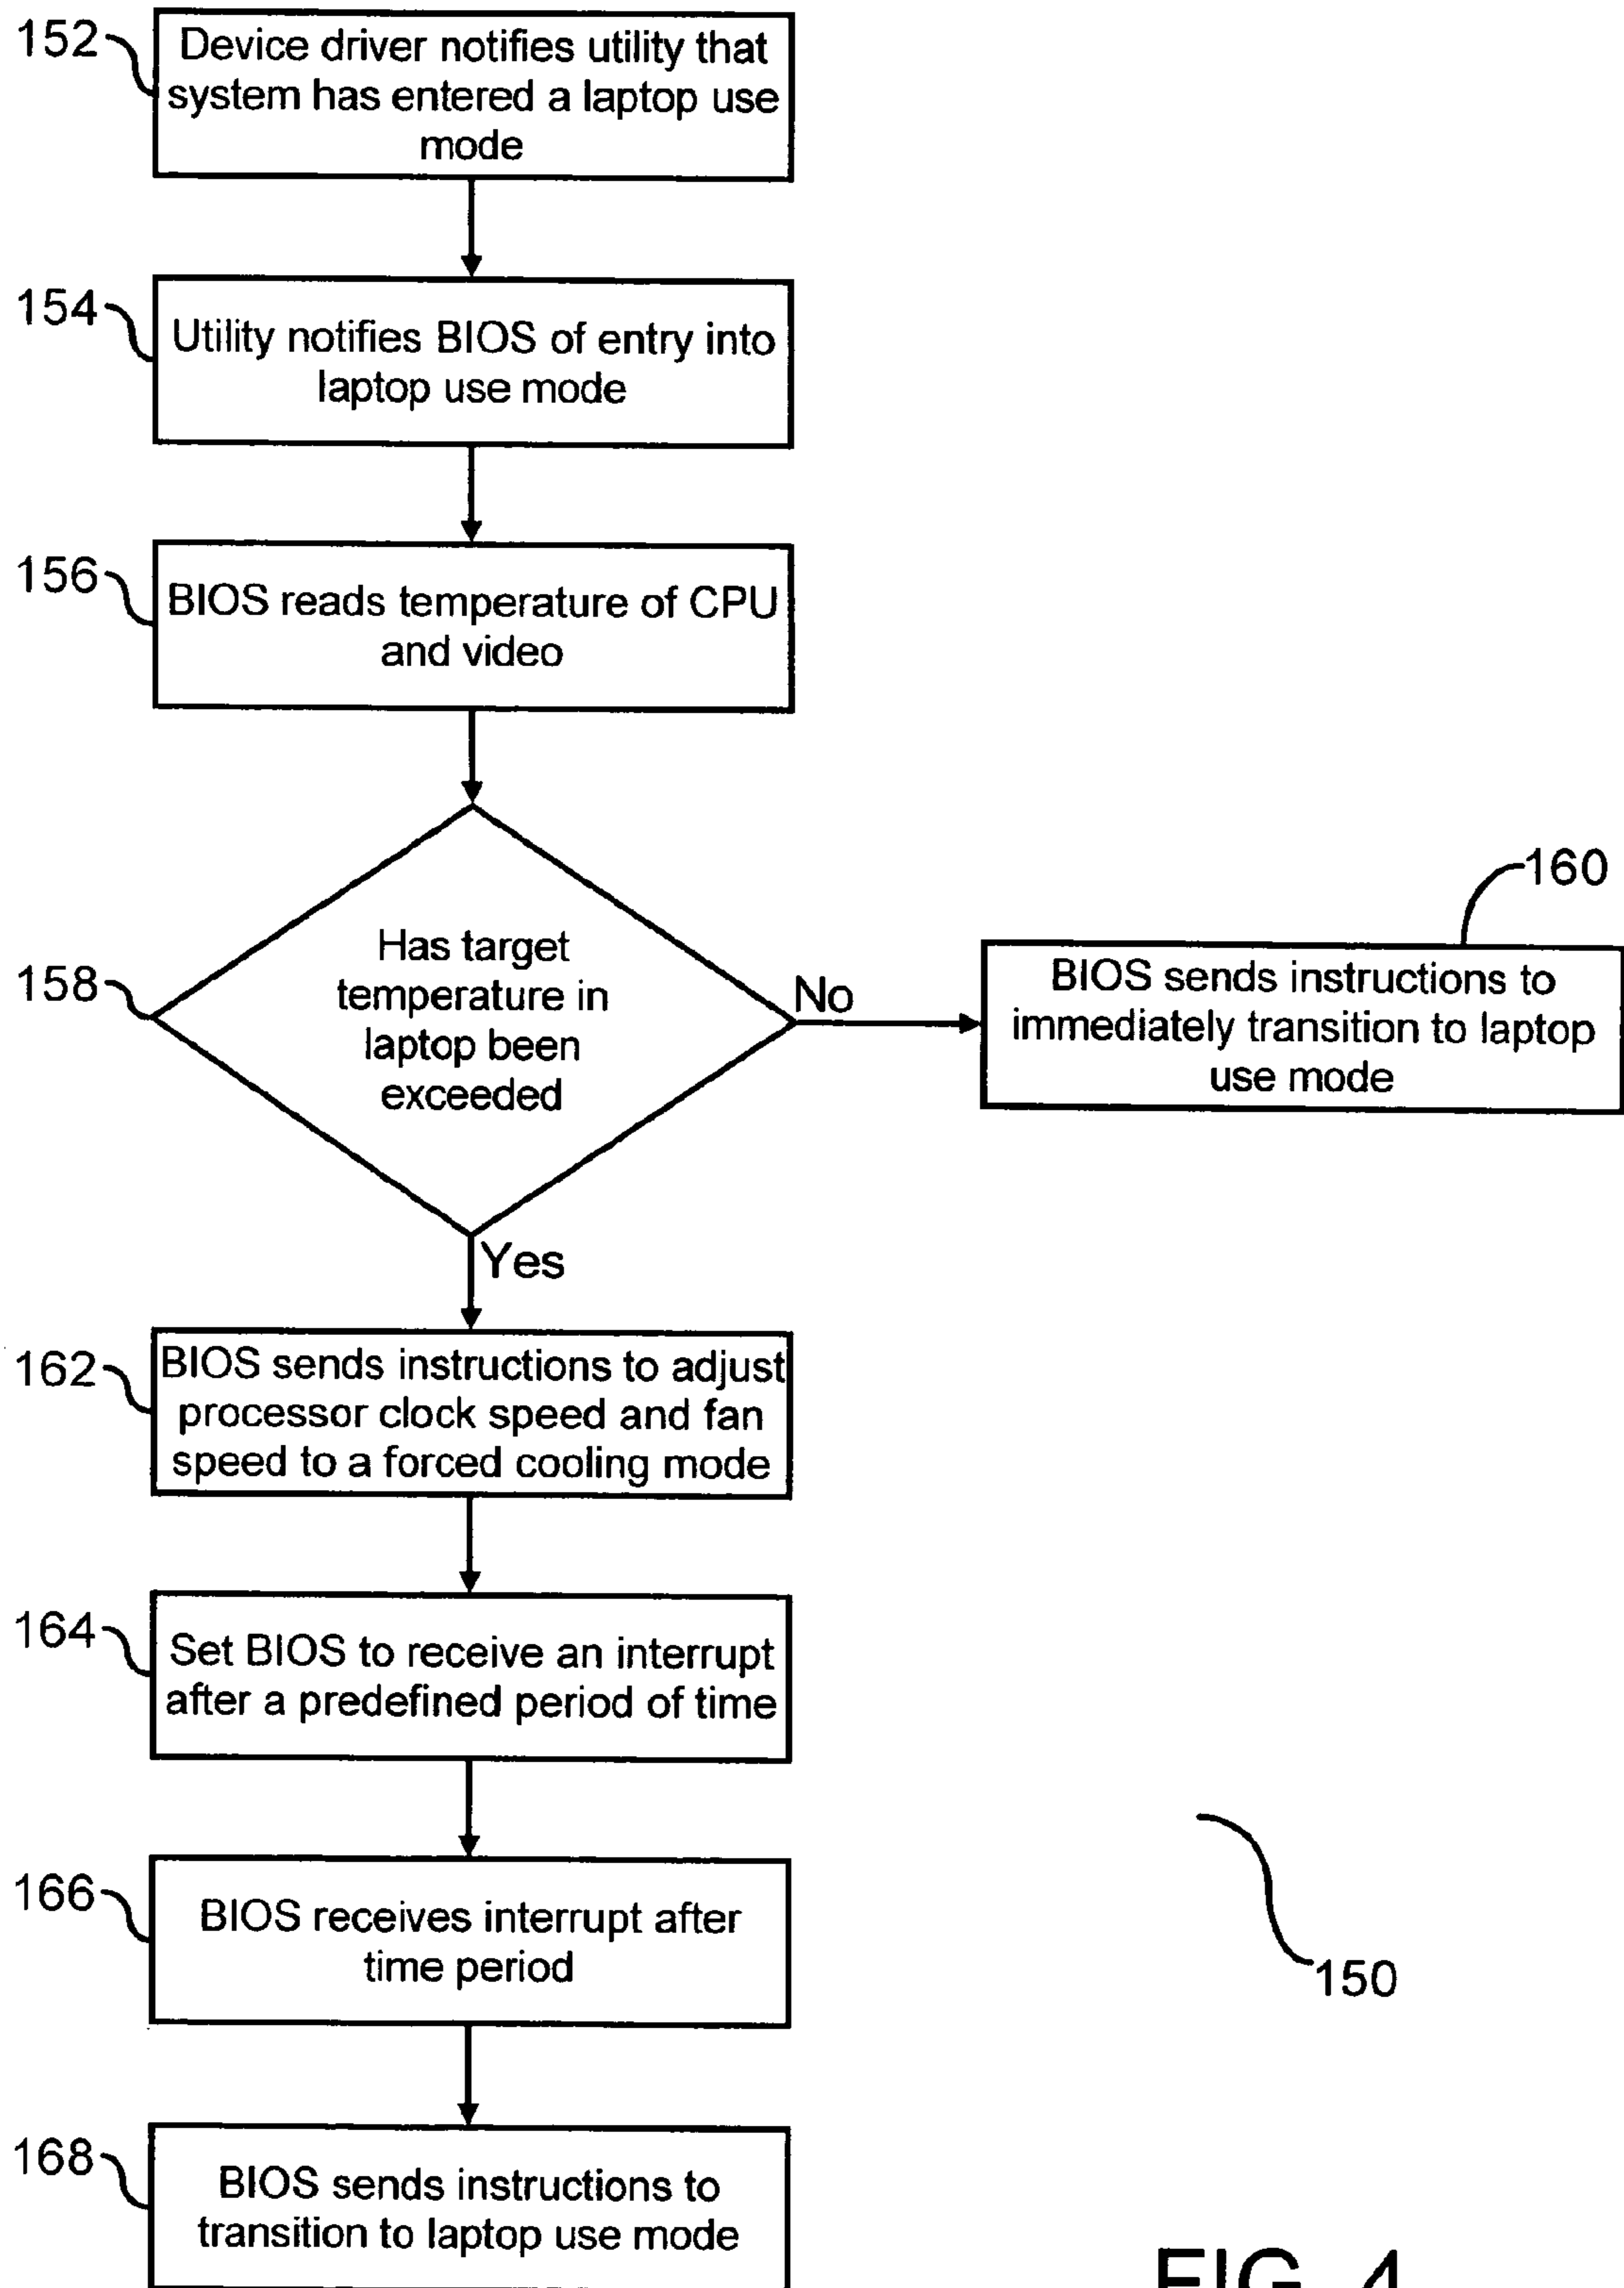 152
Device driver notifies utility that
system has entered a laptop use
mode
154
Utility notifies BIOS of entry into
laptop use mode
156
BIOS reads temperature of CPU
and video
158
Has target
temperature in
laptop been
exceeded
No
160
BIOS sends instructions to
immediately transition to laptop
use mode
Yes
162
BIOS sends instructions to adjust
processor clock speed and fan
speed to a forced cooling mode
164
Set BIOS to receive an interrupt
after a predefined period of time
166
BIOS receives interrupt after
time period
150
168
BIOS sends instructions to
transition to laptop use mode
FIG. 4